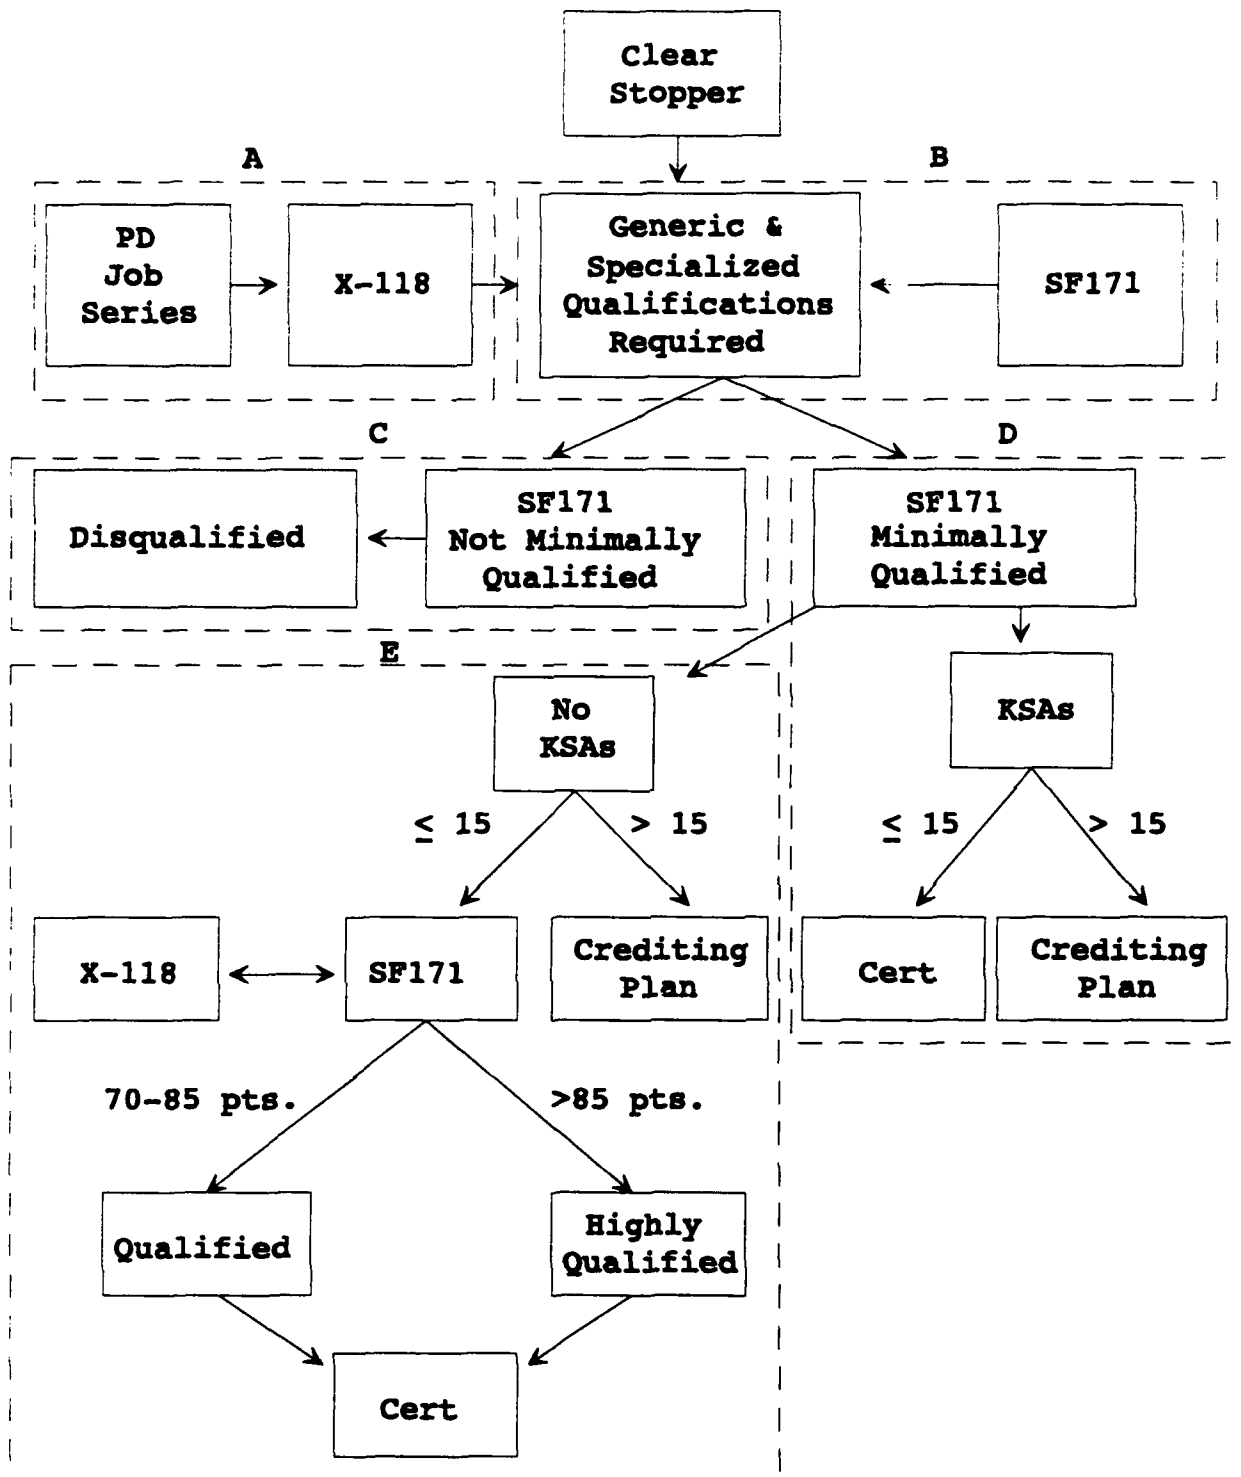 Clear
Stopper
A
B
PD
Job
Series
X-118
Generic &
Specialized
Qualifications
Required
SF171
C
D
Disqualified
SF171
Not Minimally
Qualified
SF171
Minimally
Qualified
E
No
KSAs
KSAs
≤ 15
> 15
≤ 15
> 15
X-118
SF171
Crediting
Plan
Cert
Crediting
Plan
70-85 pts.
>85 pts.
Qualified
Highly
Qualified
Cert